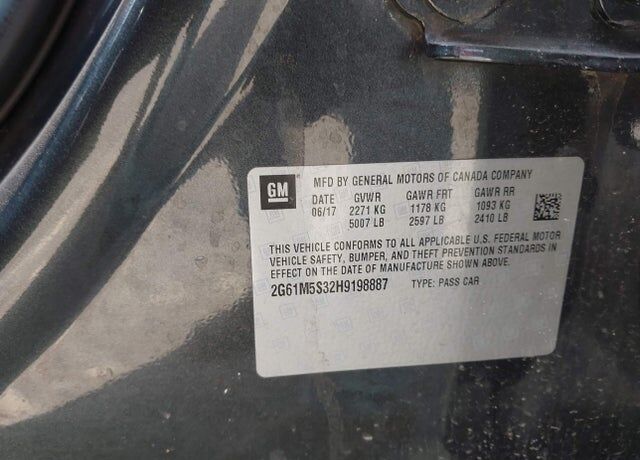 GM
MFD BY GENERAL MOTORS OF CANADA COMPANY
DATE GVWR GAWR FRT GAWR RR
06/17 2271 KG 1178 KG 1093 KG
5007 LB 2597 LB 2410 LB
THIS VEHICLE CONFORMS TO ALL APPLICABLE U.S. FEDERAL MOTOR
VEHICLE SAFETY, BUMPER, AND THEFT PREVENTION STANDARDS IN
EFFECT ON THE DATE OF MANUFACTURE SHOWN ABOVE.
2G61M5S32H9198887 TYPE: PASS CAR